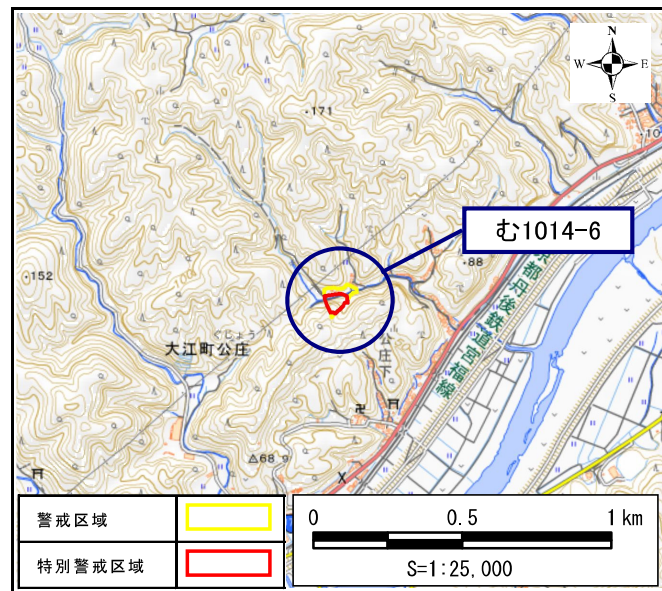 N
W E
S
・171
・10
む1014-6
・88
・152
京都丹後鉄道宮福線
ぐじょう
大江町公庄
公庄下
△68
X
警戒区域
特別警戒区域
0 0.5 1km
S=1:25,000